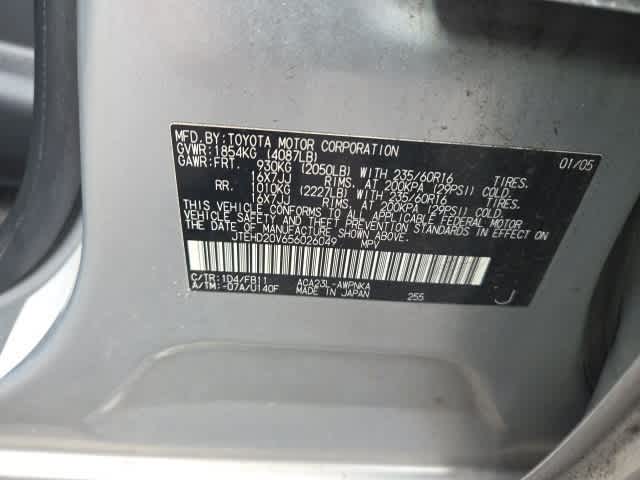 MFD. BY: TOYOTA MOTOR CORPORATION 01/05
GVWR: 1854KG (4087LB)
GAWR: FRT. 930KG (2050LB) WITH 235/60R16 TIRES.
16X7JJ RIMS, AT 200KPA (29PSI) COLD
RR. 1010KG (2227LB) WITH 235/60R16 TIRES.
16X7JJ RIMS, AT 200KPA (29PSI) COLD
THIS VEHICLE CONFORMS TO ALL APPLICABLE FEDERAL MOTOR
VEHICLE SAFETY AND THEFT PREVENTION STANDARDS IN EFFECT ON
THE DATE OF MANUFACTURE SHOWN ABOVE.
JTEHD20V656026049 MPV
C/TR: 1D4/FB11 ACA23L-AWPNKA
A/TM: -07A/U140F MADE IN JAPAN 255 J